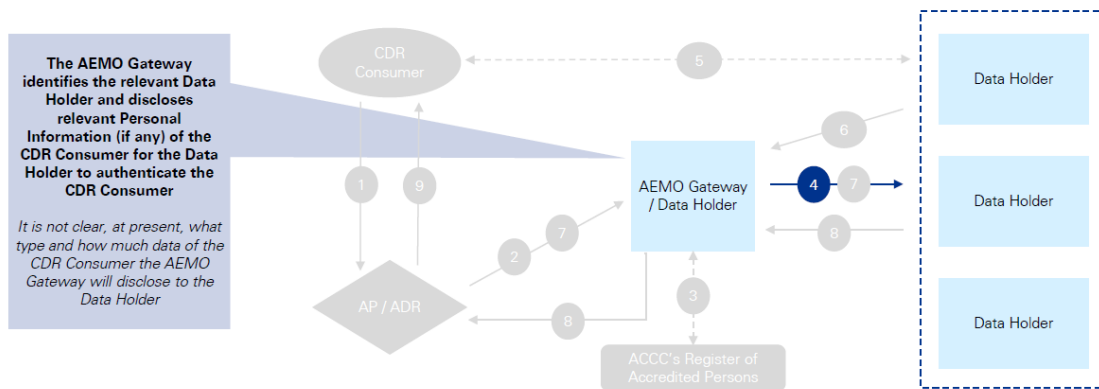 The AEMO Gateway
identifies the relevant Data
Holder and discloses
relevant Personal
Information (if any) of the
CDR Consumer for the Data
Holder to authenticate the
CDR Consumer
It is not clear, at present, what
type and how much data of the
CDR Consumer the AEMO
Gateway will disclose to the
Data Holder
CDR
Consumer
5
Data Holder
6
1
9
AEMO Gateway
/ Data Holder
4
7
Data Holder
2
7
8
3
AP / ADR
8
Data Holder
ACCC's Register of
Accredited Persons